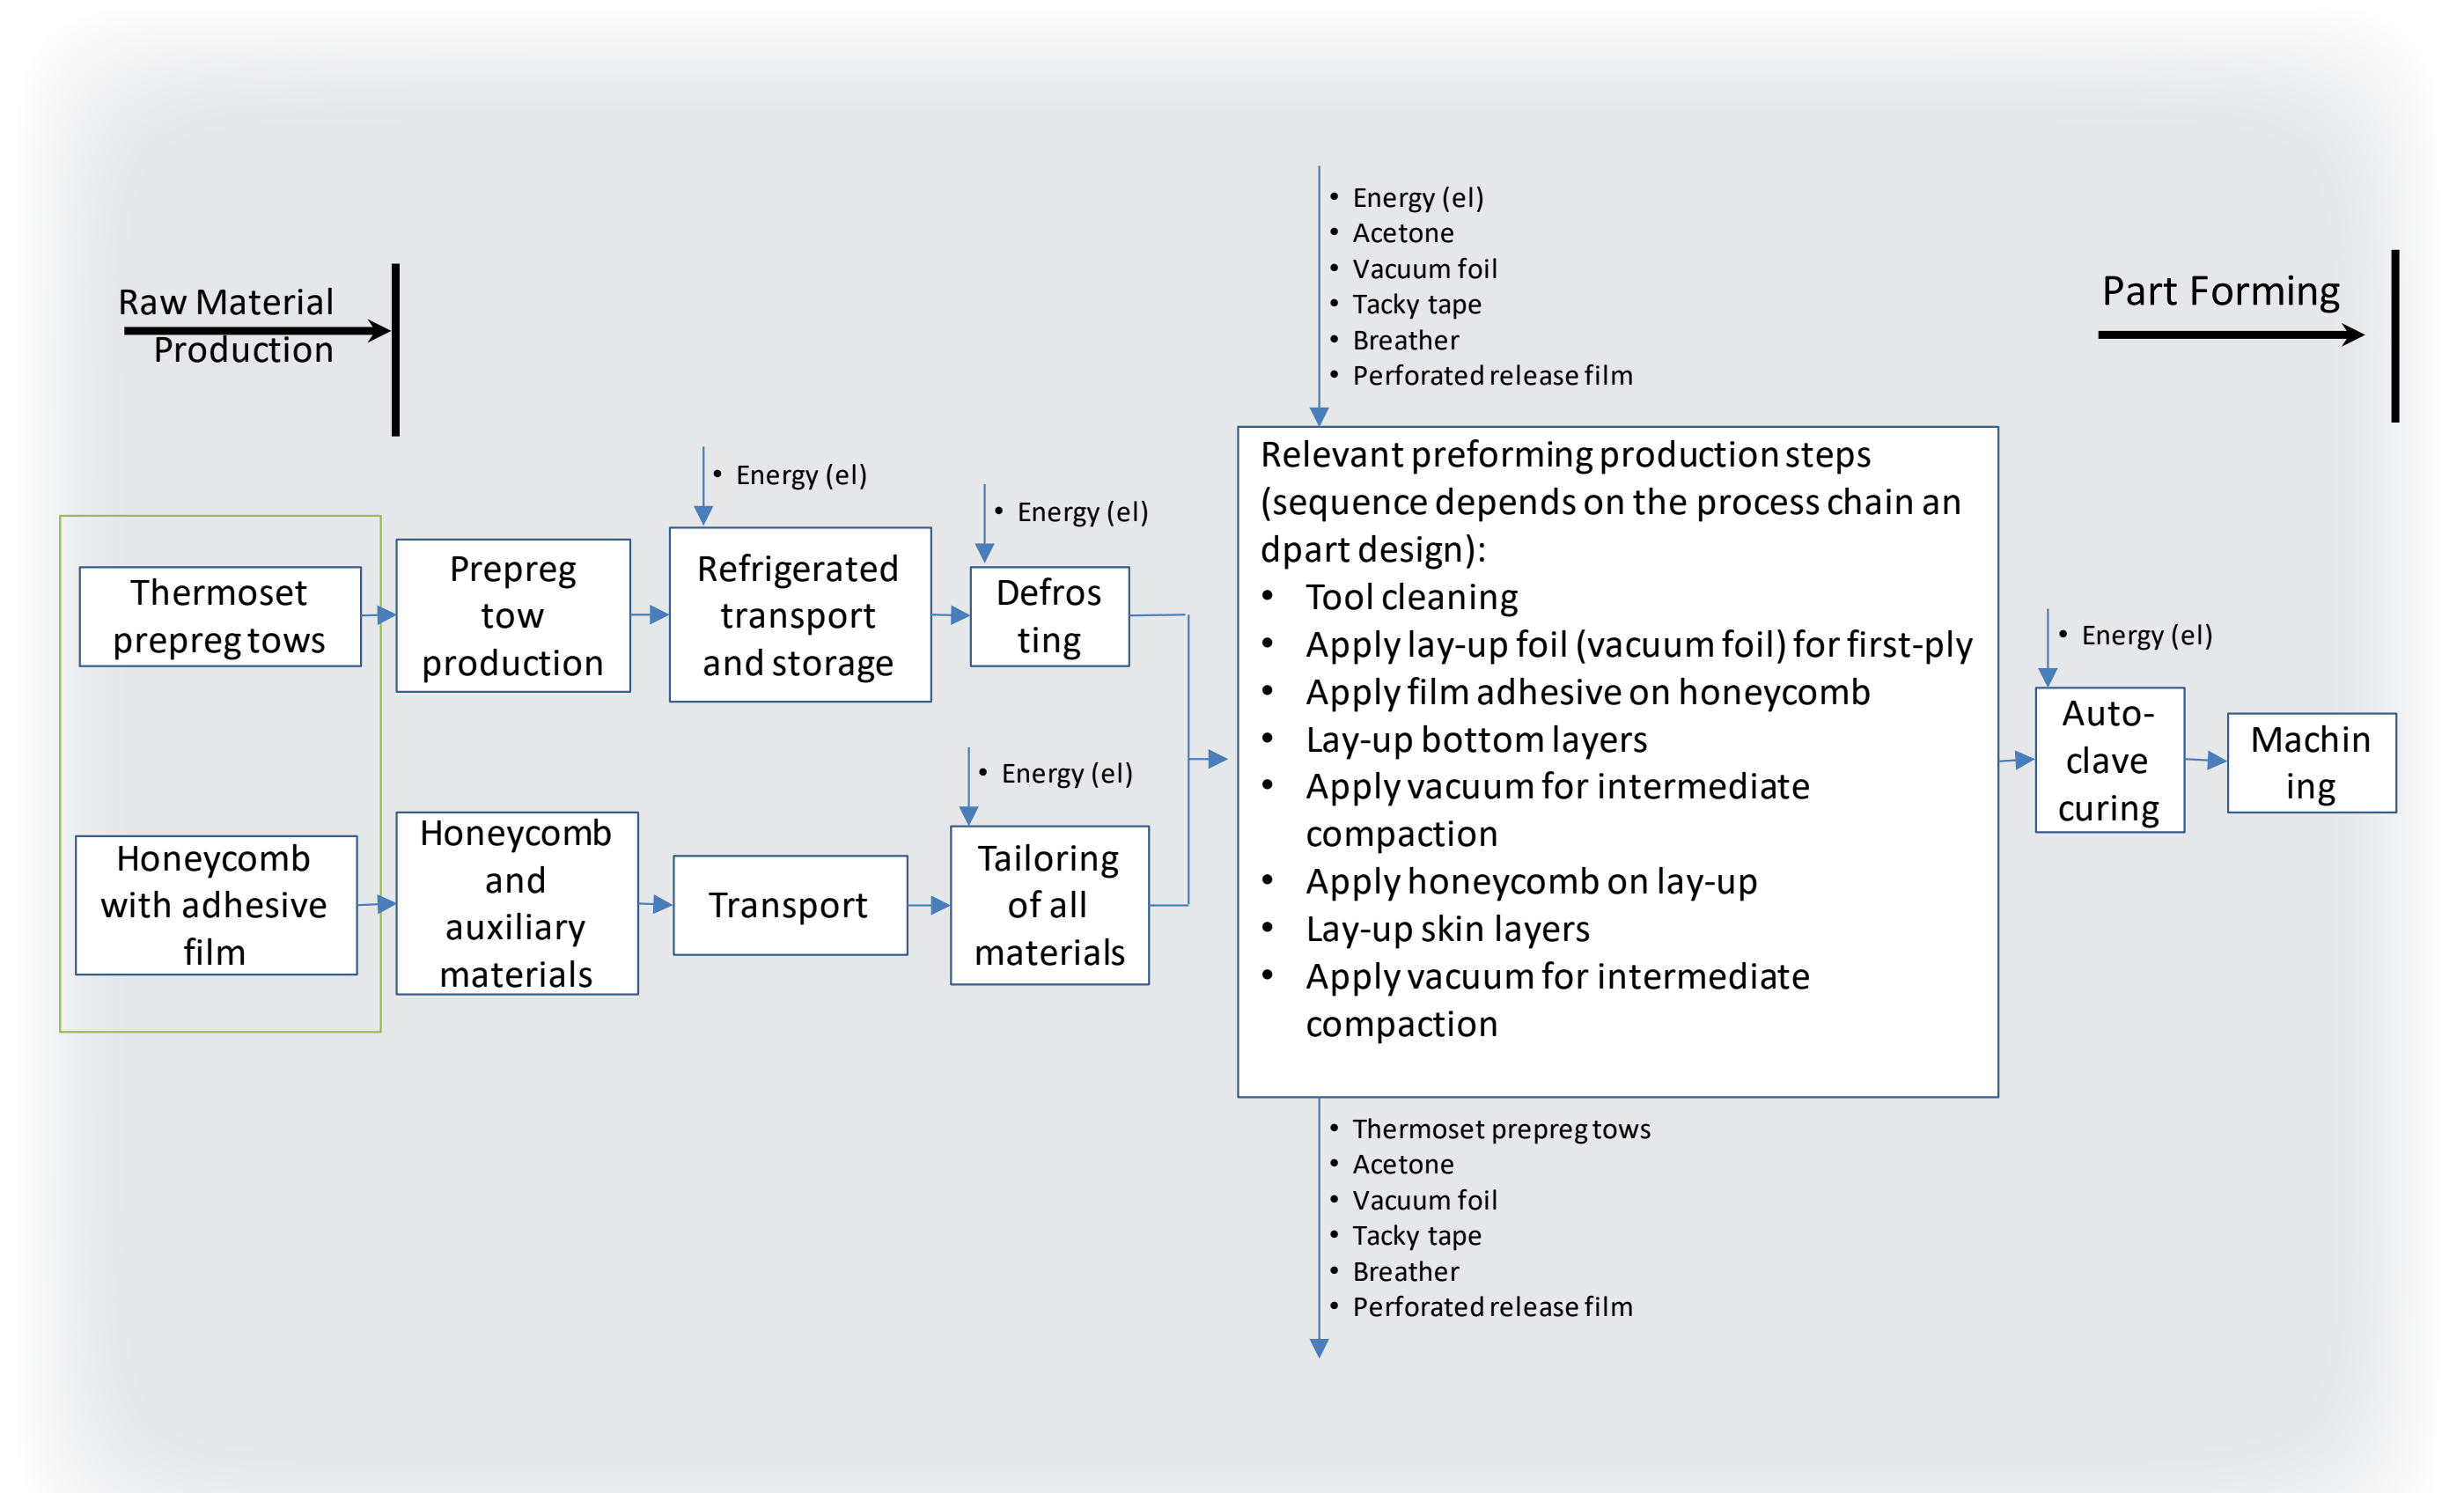 Raw Material
Production
Part Forming
• Energy (el)
• Acetone
• Vacuum foil
• Tacky tape
• Breather
• Perforated release film
• Energy (el)
• Energy (el)
Thermoset
prepreg tows
Prepreg
tow
production
Refrigerated
transport
and storage
Defros
ting
Honeycomb
with adhesive
film
Honeycomb
and
auxiliary
materials
Transport
• Energy (el)
Tailoring
of all
materials
Relevant preforming production steps
(sequence depends on the process chain an
dpart design):
• Tool cleaning
• Apply lay-up foil (vacuum foil) for first-ply
• Apply film adhesive on honeycomb
• Lay-up bottom layers
• Apply vacuum for intermediate
compaction
• Apply honeycomb on lay-up
• Lay-up skin layers
• Apply vacuum for intermediate
compaction
• Energy (el)
Auto-
clave
curing
Machin
ing
• Thermoset prepreg tows
• Acetone
• Vacuum foil
• Tacky tape
• Breather
• Perforated release film